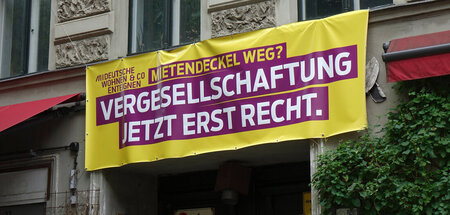 DEUTSCHE
WOHNEN & CO
ENTEIGNEN
MIETENDECKEL WEG?
VERGESELLSCHAFTUNG
JETZT ERST RECHT.